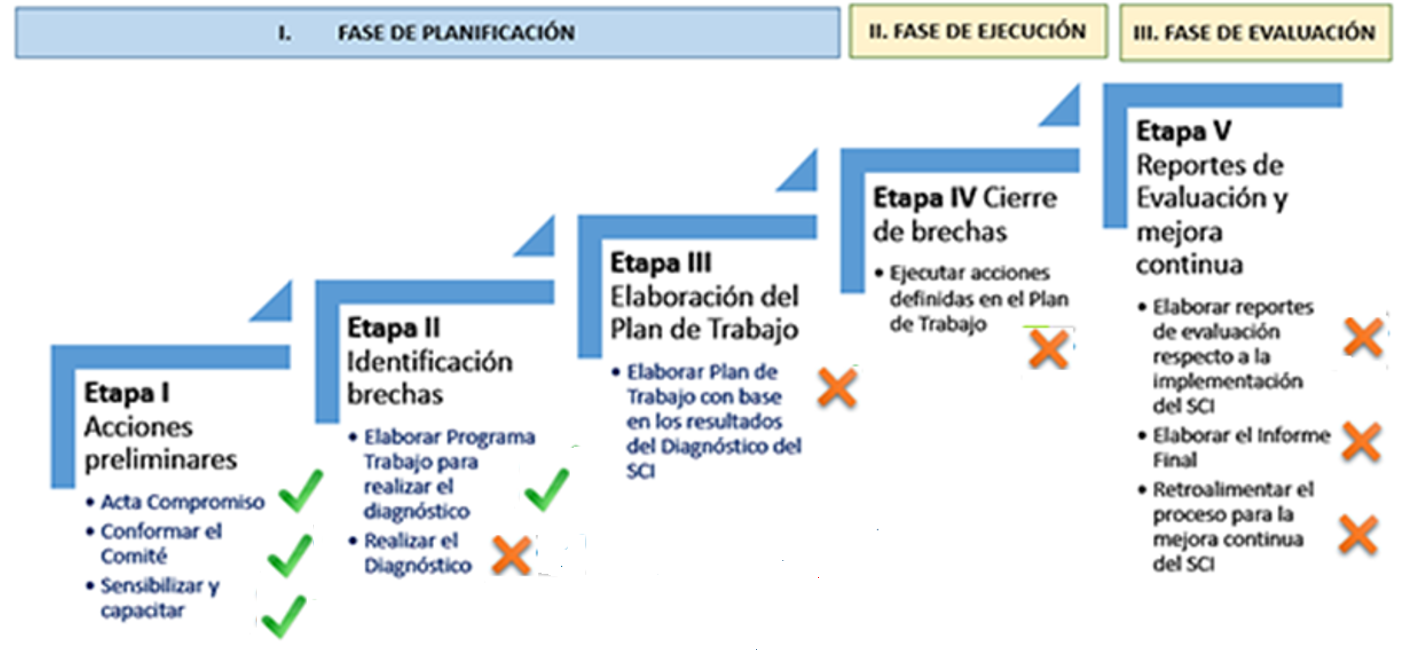 I. FASE DE PLANIFICACIÓN
II. FASE DE EJECUCIÓN
III. FASE DE EVALUACIÓN
Etapa I
Acciones
preliminares
• Acta Compromiso
• Conformar el
Comité
• Sensibilizar y
capacitar
Etapa II
Identificación
brechas
• Elaborar Programa
Trabajo para
realizar el
diagnóstico
• Realizar el
Diagnóstico
Etapa III
Elaboración del
Plan de Trabajo
• Elaborar Plan de
Trabajo con base
en los resultados
del Diagnóstico del
SCI
Etapa IV Cierre
de brechas
• Ejecutar acciones
definidas en el Plan
de Trabajo
Etapa V
Reportes de
Evaluación y
mejora
continua
• Elaborar reportes
de evaluación
respecto a la
implementación
del SCI
• Elaborar el Informe
Final
• Retroalimentar el
proceso para la
mejora continua
del SCI